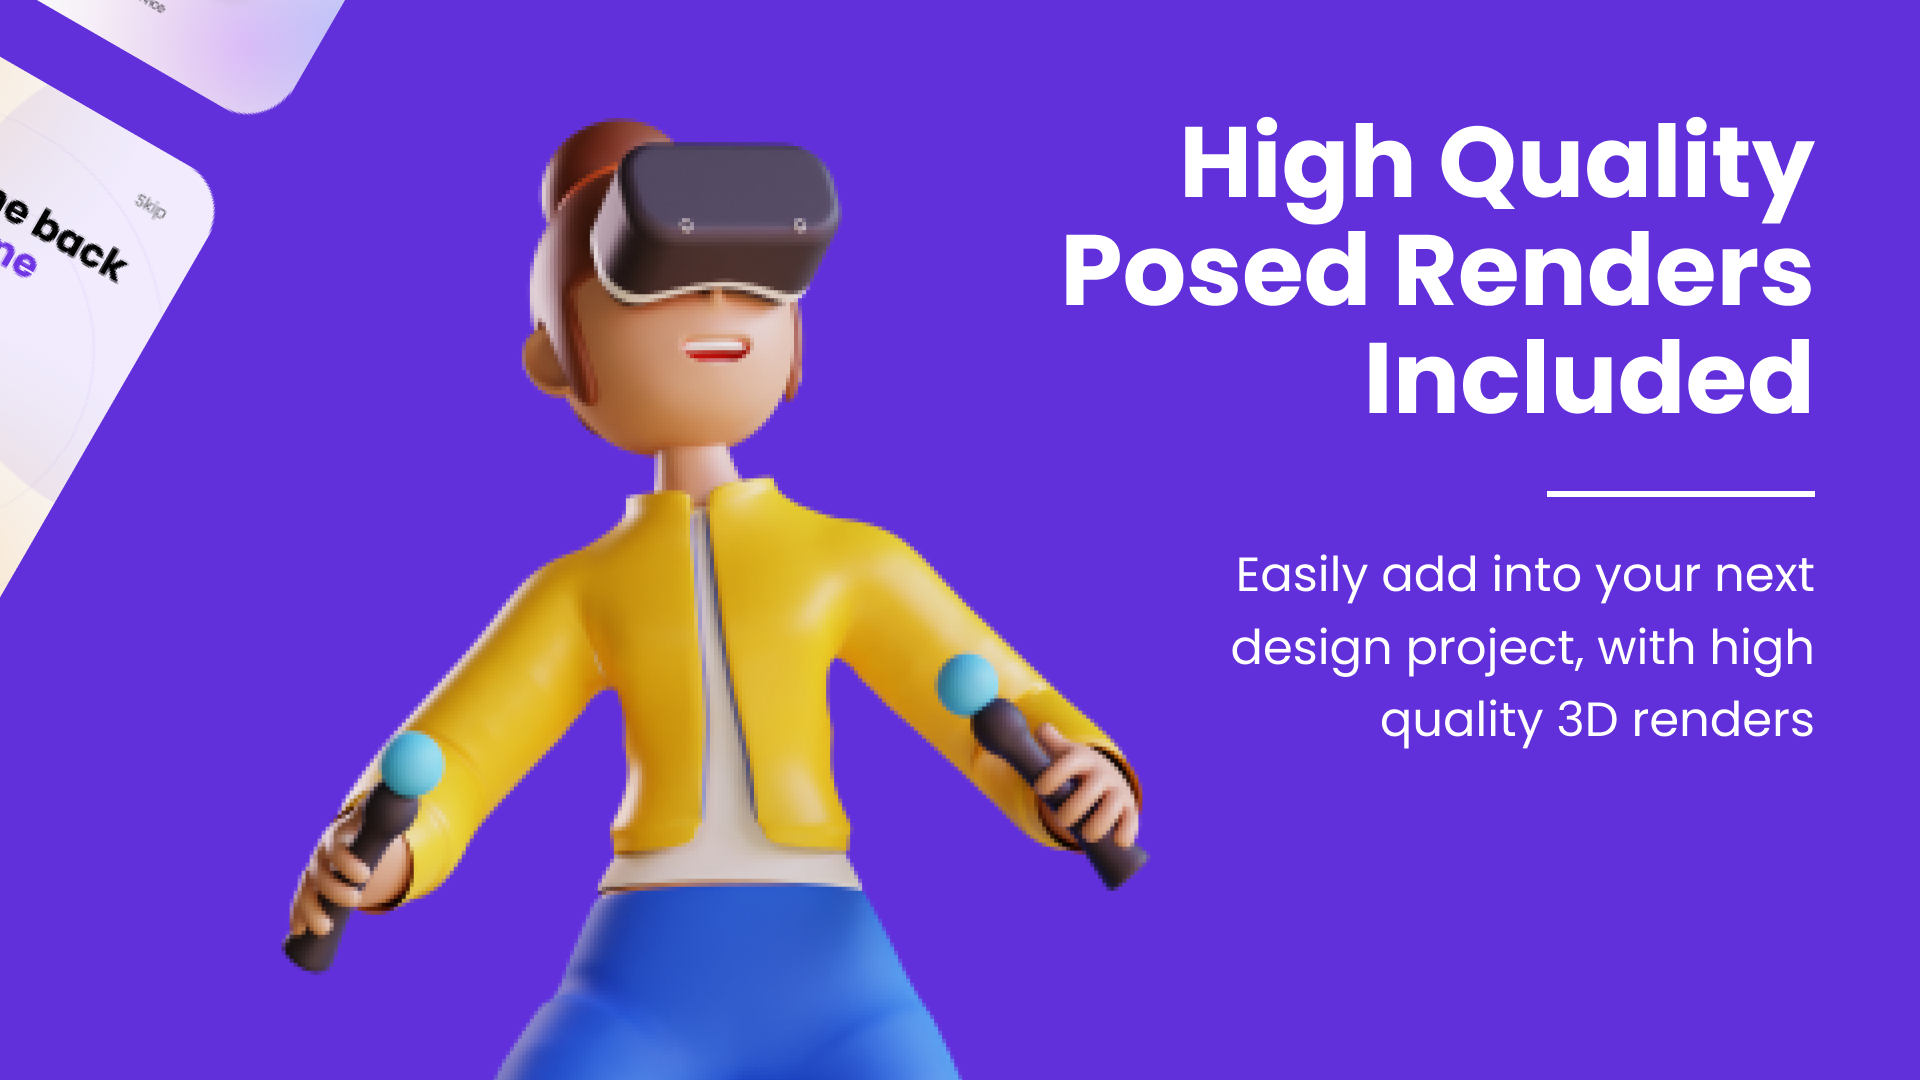 Skip
back
High Quality
Posed Renders
Included
Easily add into your next
design project, with high
quality 3D renders